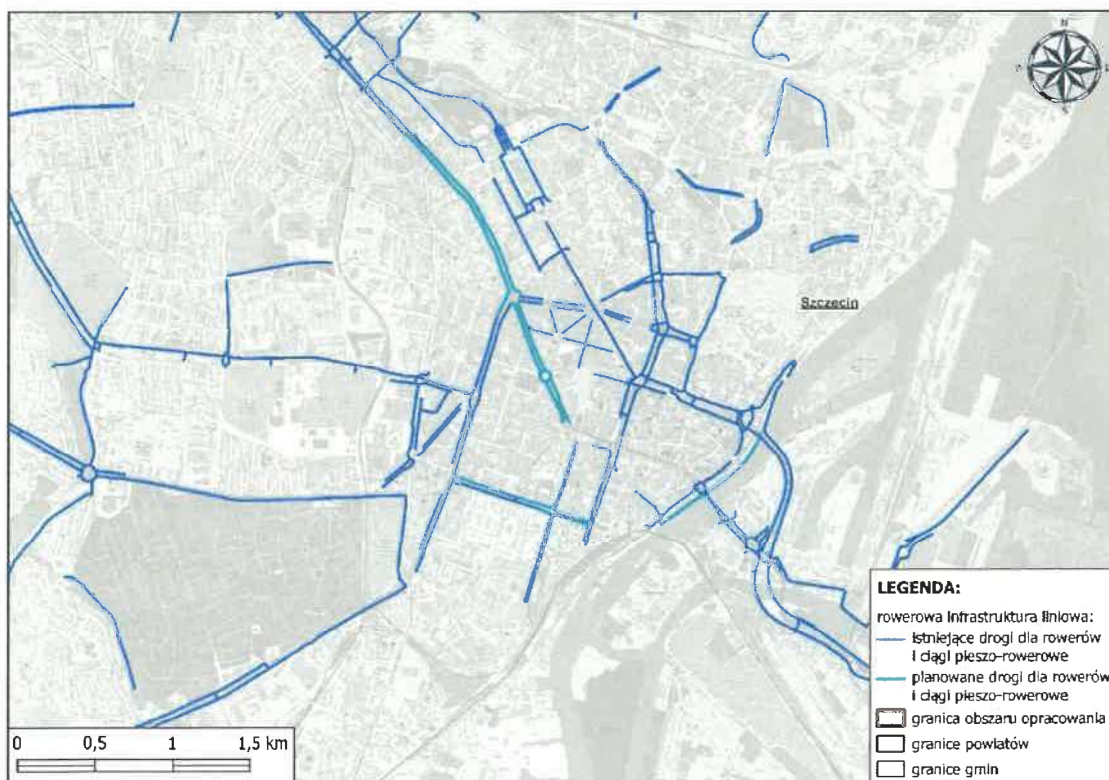 N
Szczecin
LEGENDA:
rowerowa infrastruktura liniowa:
istniejące drogi dla rowerów
i ciągi pieszo-rowerowe
planowane drogi dla rowerów
i ciągi pieszo-rowerowe
granica obszaru opracowania
granice powiatów
granice gmin
0 0,5 1 1,5 km